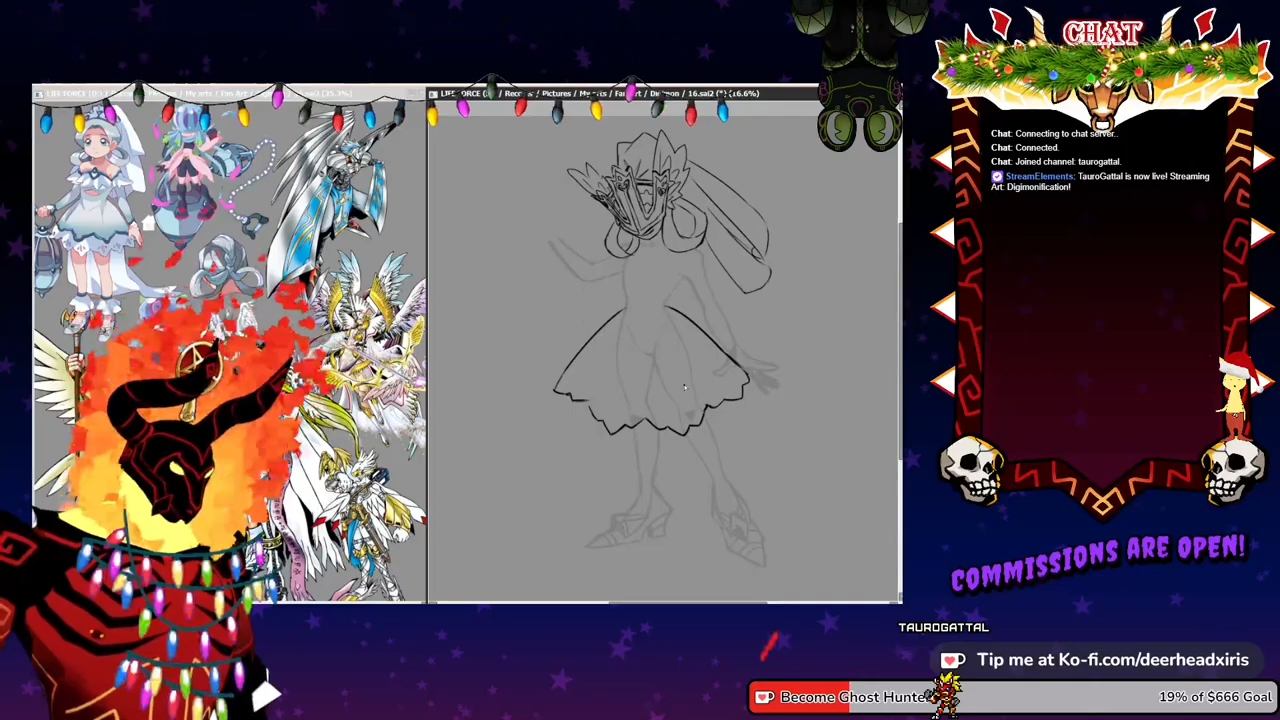 CHAT
Chat: Connecting to chat server..
Chat: Connected.
Chat: Joined channel: taurogattal.
StreamElements: TauroGattal is now live! Streaming
Art: Digimonification!
COMMISSIONS ARE OPEN!
TAUROGATTAL
Tip me at Ko-fi.com/deerheadxiris
Become Ghost Hunte
19% of $666 Goal